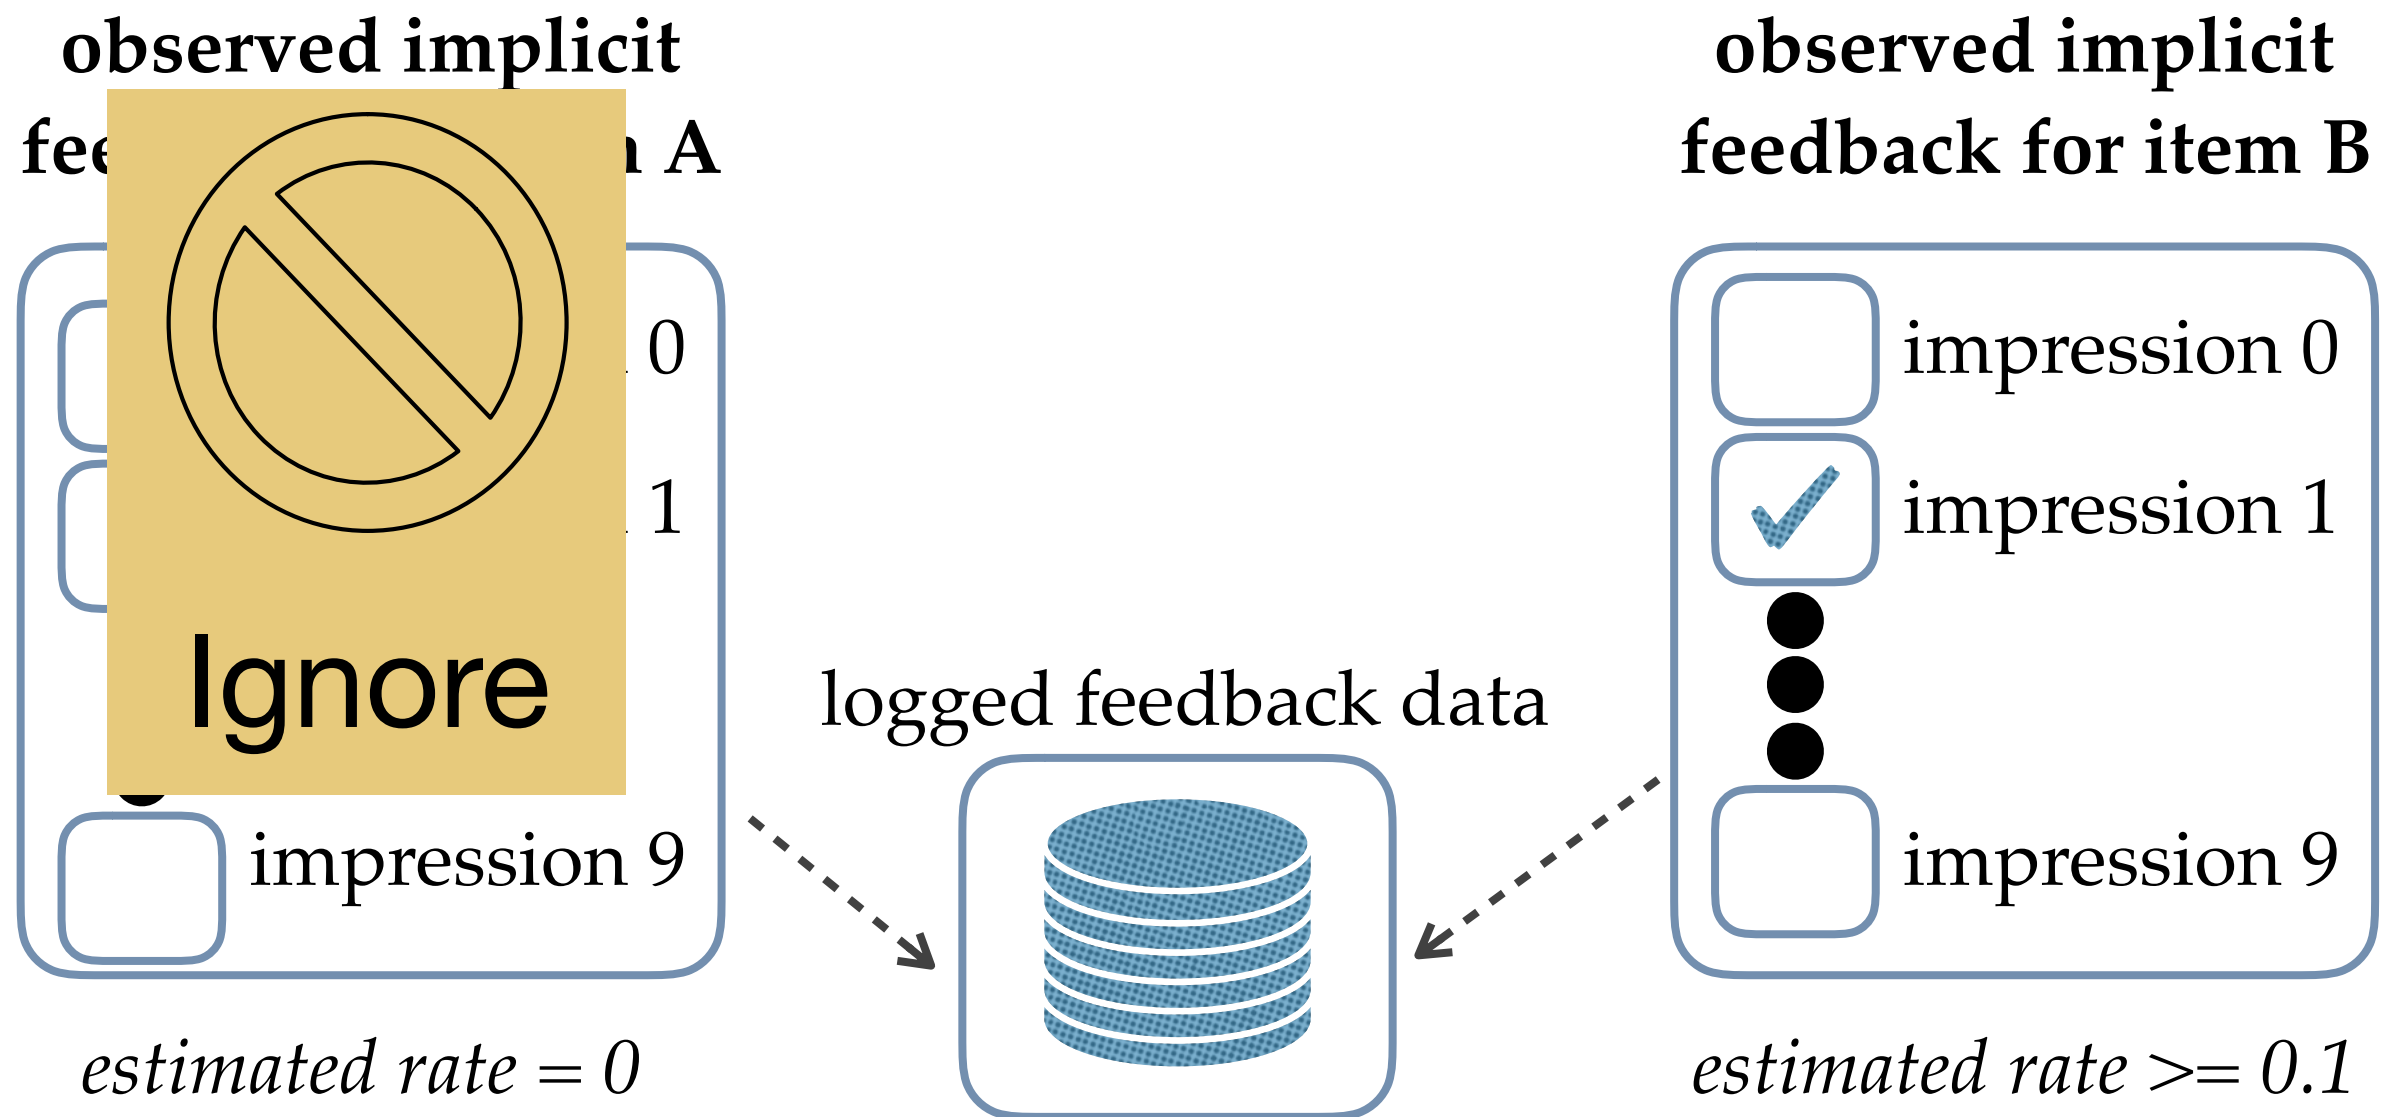 observed implicit
A
0
1
Ignore
impression 9
estimated rate = 0
logged feedback data
observed implicit
feedback for item B
impression 0
impression 1
impression 9
estimated rate >= 0.1